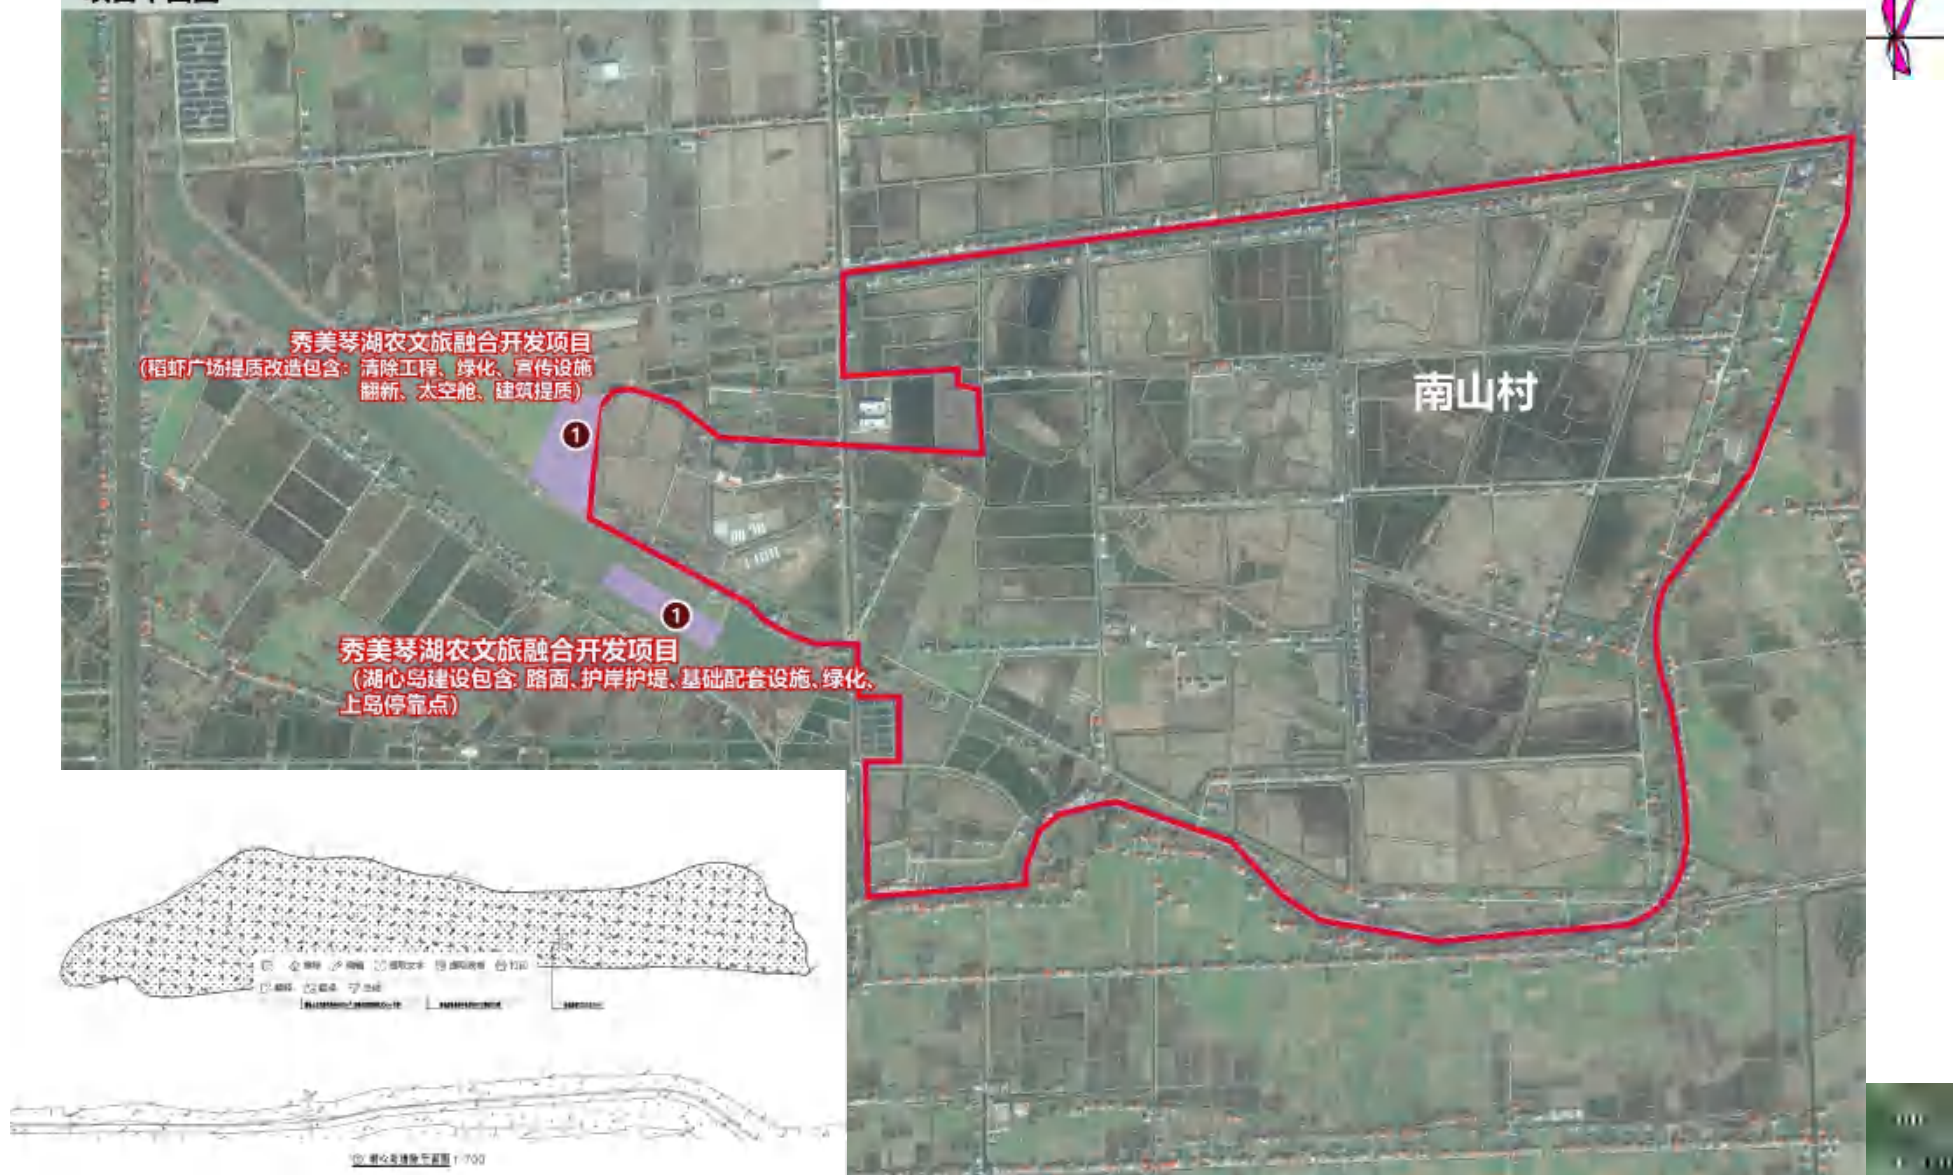 秀美琴湖农文旅融合开发项目
(稻虾广场提质改造包含：清除工程、绿化、宣传设施
翻新、太空舱、建筑提质)
1
南山村
1
秀美琴湖农文旅融合开发项目
(湖心岛建设包含: 路面、护岸护堤、基础配套设施、绿化、
上岛停靠点)
1:700